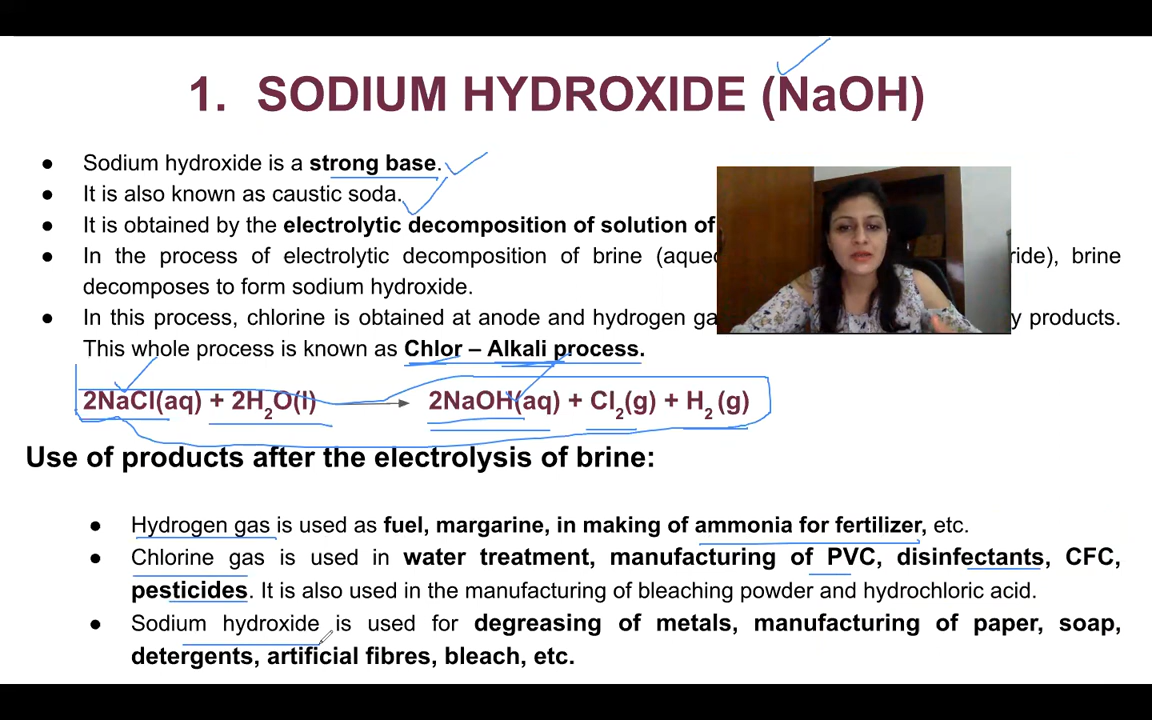 1. SODIUM HYDROXIDE (NaOH)
● Sodium hydroxide is a strong base.
● It is also known as caustic soda.
● It is obtained by the electrolytic decomposition of solution of
● In the process of electrolytic decomposition of brine (aqueo ride), brine
decomposes to form sodium hydroxide.
● In this process, chlorine is obtained at anode and hydrogen ga y products.
This whole process is known as Chlor – Alkali process.
2NaCl(aq) + 2H₂O(l) → 2NaOH(aq) + Cl₂(g) + H₂ (g)
Use of products after the electrolysis of brine:
● Hydrogen gas is used as fuel, margarine, in making of ammonia for fertilizer, etc.
● Chlorine gas is used in water treatment, manufacturing of PVC, disinfectants, CFC,
pesticides. It is also used in the manufacturing of bleaching powder and hydrochloric acid.
● Sodium hydroxide is used for degreasing of metals, manufacturing of paper, soap,
detergents, artificial fibres, bleach, etc.